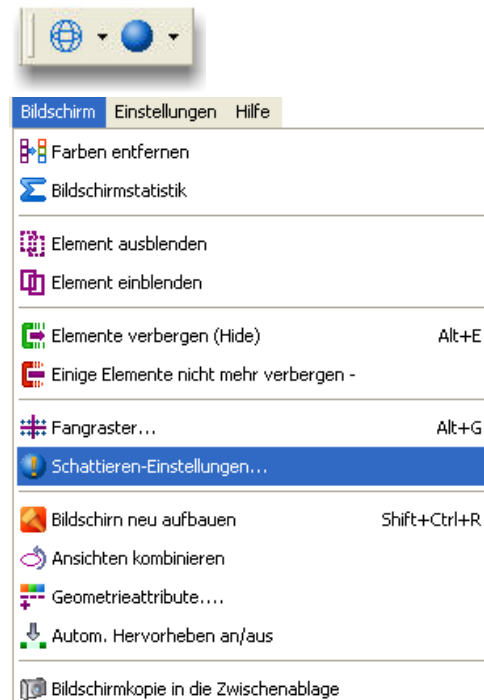 Bildschirm Einstellungen Hilfe
Farben entfernen
Bildschirmstatistik
Element ausblenden
Element einblenden
Elemente verbergen (Hide) Alt+E
Einige Elemente nicht mehr verbergen -
Fangraster... Alt+G
Schattieren-Einstellungen...
Bildschirn neu aufbauen Shift+Ctrl+R
Ansichten kombinieren
Geometrieattribute....
Autom. Hervorheben an/aus
Bildschirmkopie in die Zwischenablage